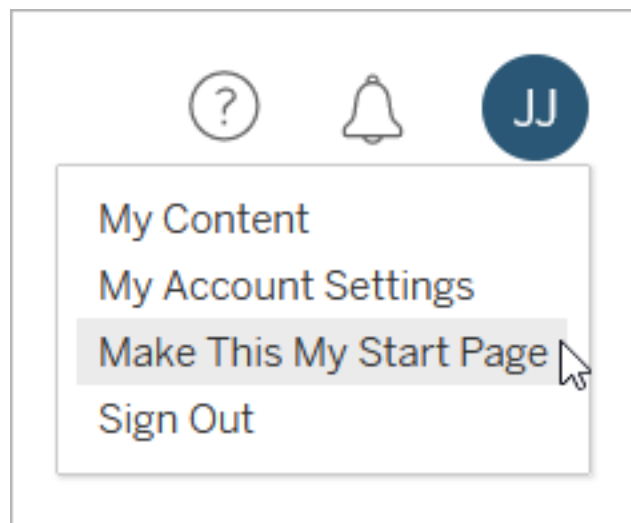 ? JJ
My Content
My Account Settings
Make This My Start Page
Sign Out